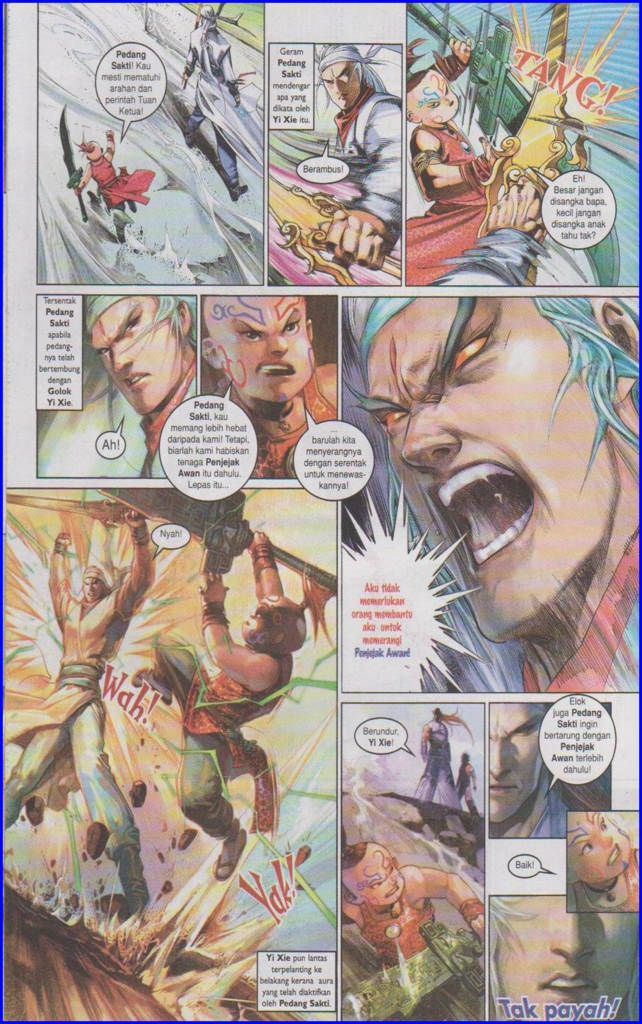 Pedang
Sakti! Kau
mesti mematuhi
arahan dan
perintah Tuan
Ketua!
Geram
Pedang
Sakti
mendengar
apa yang
dikata oleh
Yi Xie itu.
Berambus!
TANG!
Eh!
Besar jangan
disangka bapa,
kecil jangan
disangka anak
tahu tak?
Tersentak
Pedang
Sakti
apabila
pedang-
nya telah
bertembung
dengan
Golok
Yi Xie.
Ah!
Pedang
Sakti, kau
memang lebih hebat
daripada kami! Tetapi,
biarlah kami habiskan
tenaga Penjejak
Awan itu dahulu.
Lepas itu...
... barulah kita
menyerangnya
dengan serentak
untuk menewas-
kannya!
Aku tidak
memerlukan
orang membantu
aku untuk
memerangi
Penjejak Awan!
Nyah!
Wah!
Yak!
Yi Xie pun lantas
terpelanting ke
belakang kerana aura
yang telah diaktifkan
oleh Pedang Sakti.
Berundur,
Yi Xie!
Elok
juga Pedang
Sakti ingin
bertarung dengan
Penjejak
Awan terlebih
dahulu!
Baik!
Tak payah!